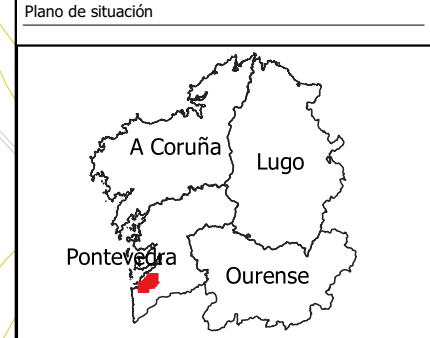 Plano de situación
A Coruña
Lugo
Pontevedra
Ourense